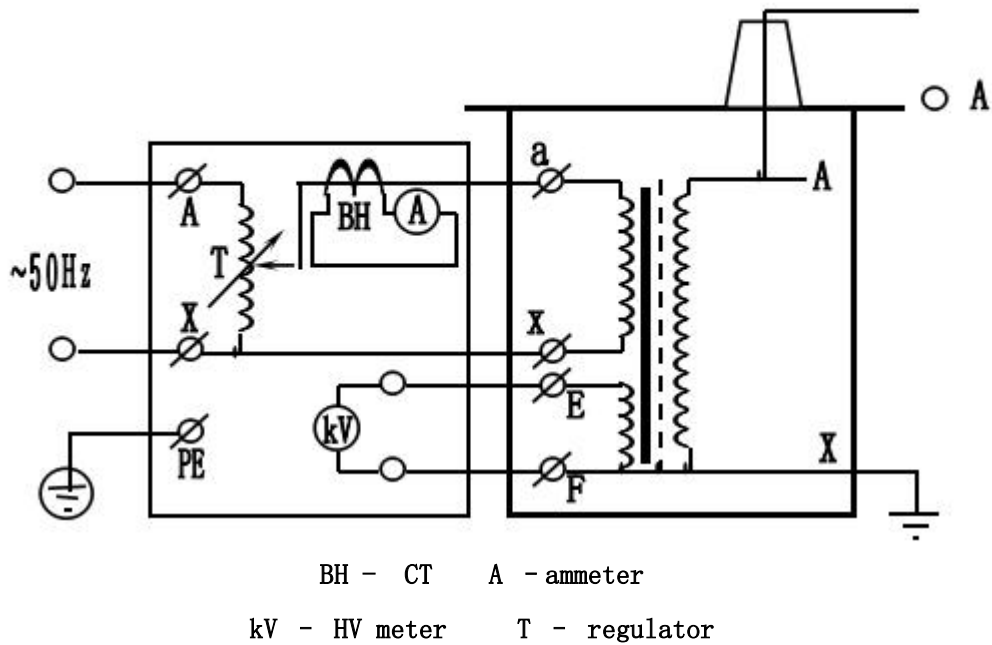 A
a
A
A
BH
A
T
~50Hz
X
x
E
kV
X
PE
F
BH - CT A - ammeter
kV - HV meter T - regulator